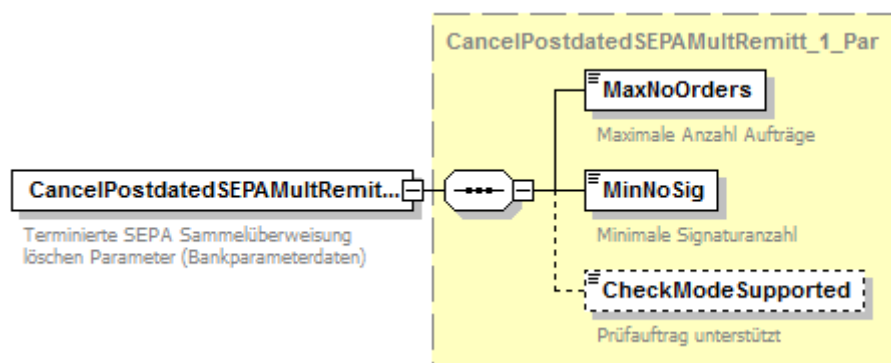 CancelPostdatedSEPAMultRemitt_1_Par
MaxNoOrders
Maximale Anzahl Aufträge
CancelPostdatedSEPAMultRemit...
Terminierte SEPA Sammelüberweisung
löschen Parameter (Bankparameterdaten)
MinNoSig
Minimale Signaturanzahl
CheckModeSupported
Prüfauftrag unterstützt